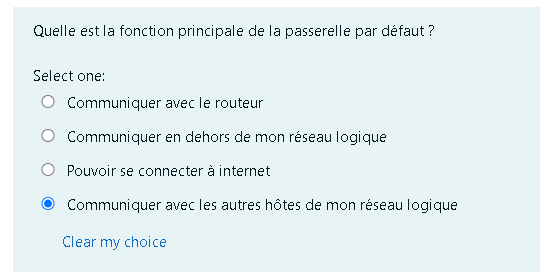 Quelle est la fonction principale de la passerelle par défaut ?
Select one:
Communiquer avec le routeur
Communiquer en dehors de mon réseau logique
Pouvoir se connecter à internet
Communiquer avec les autres hôtes de mon réseau logique
Clear my choice